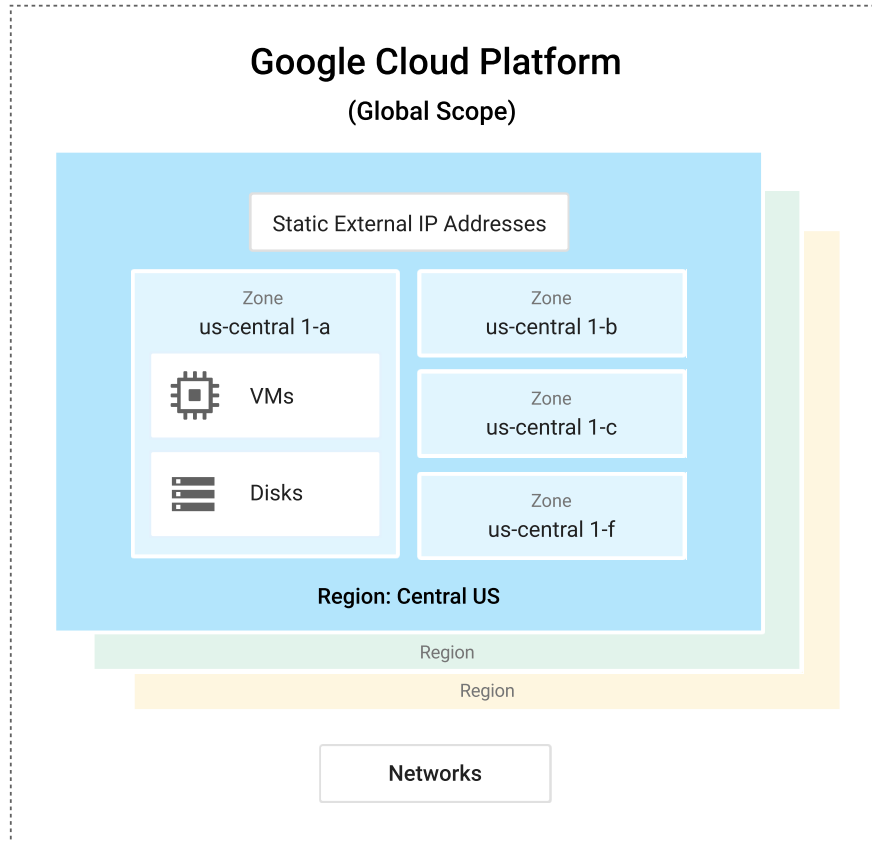 Google Cloud Platform
(Global Scope)
Static External IP Addresses
Zone
us-central 1-a
VMs
Disks
Zone
us-central 1-b
Zone
us-central 1-c
Zone
us-central 1-f
Region: Central US
Region
Region
Networks